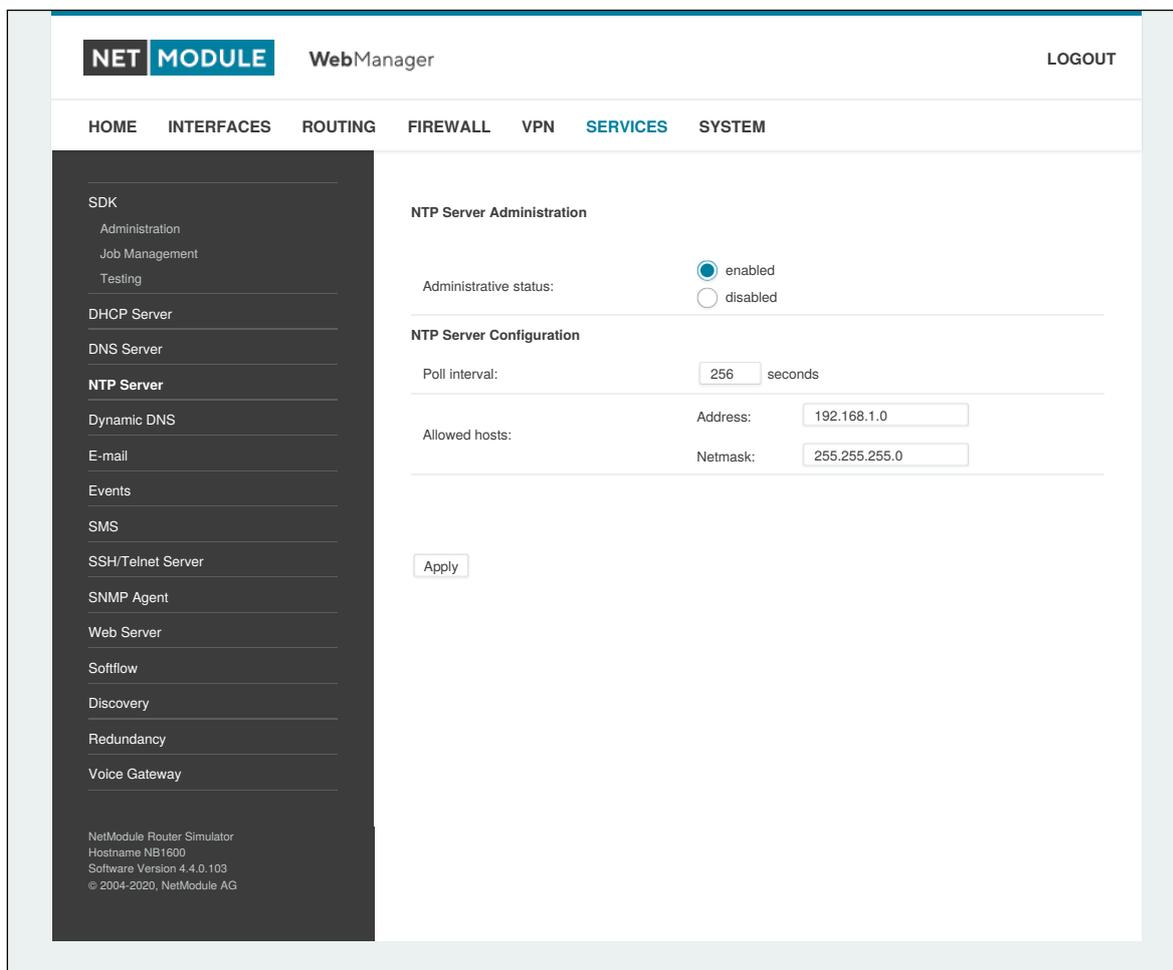 NET MODULE WebManager
LOGOUT
HOME INTERFACES ROUTING FIREWALL VPN SERVICES SYSTEM
SDK
Administration
Job Management
Testing
DHCP Server
DNS Server
NTP Server
Dynamic DNS
E-mail
Events
SMS
SSH/Telnet Server
SNMP Agent
Web Server
Softflow
Discovery
Redundancy
Voice Gateway
NetModule Router Simulator
Hostname NB1600
Software Version 4.4.0.103
© 2004-2020, NetModule AG
NTP Server Administration
Administrative status:
enabled
disabled
NTP Server Configuration
Poll interval: 256 seconds
Allowed hosts:
Address: 192.168.1.0
Netmask: 255.255.255.0
Apply